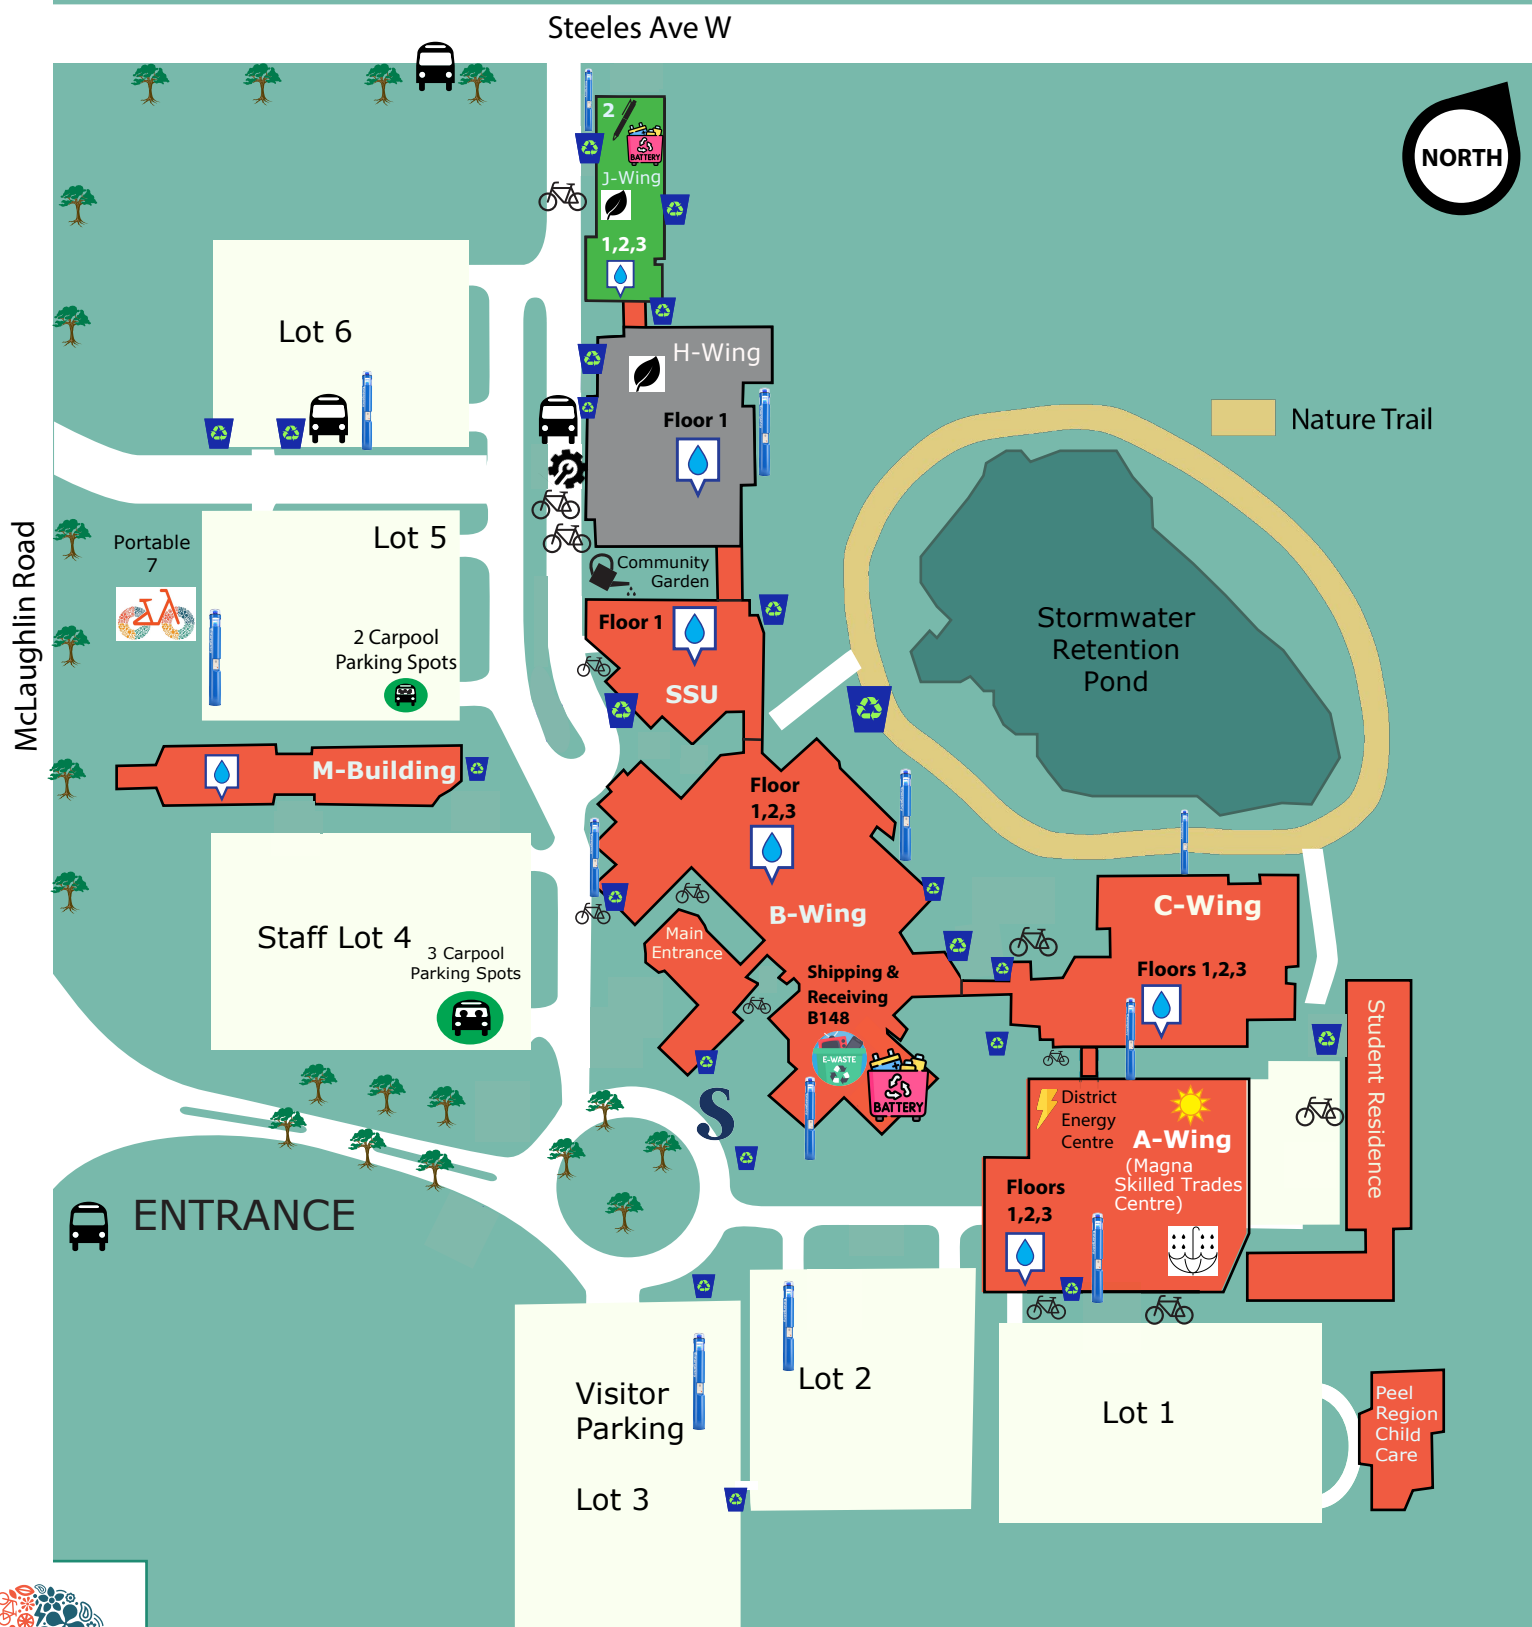 Steeles Ave W
NORTH
2
BATTERY
J-Wing
1,2,3
Lot 6
H-Wing
Floor 1
Nature Trail
McLaughlin Road
Portable
7
Lot 5
2 Carpool
Parking Spots
Community
Garden
Floor 1
SSU
Stormwater
Retention
Pond
M-Building
Floor
1,2,3
B-Wing
Staff Lot 4
3 Carpool
Parking Spots
Main
Entrance
Shipping &
Receiving
B148
E-WASTE
BATTERY
C-Wing
Floors 1,2,3
Student Residence
S
District
Energy
Centre
A-Wing
(Magna
Skilled Trades
Centre)
Floors
1,2,3
ENTRANCE
Visitor
Parking
Lot 3
Lot 2
Lot 1
Peel
Region
Child
Care